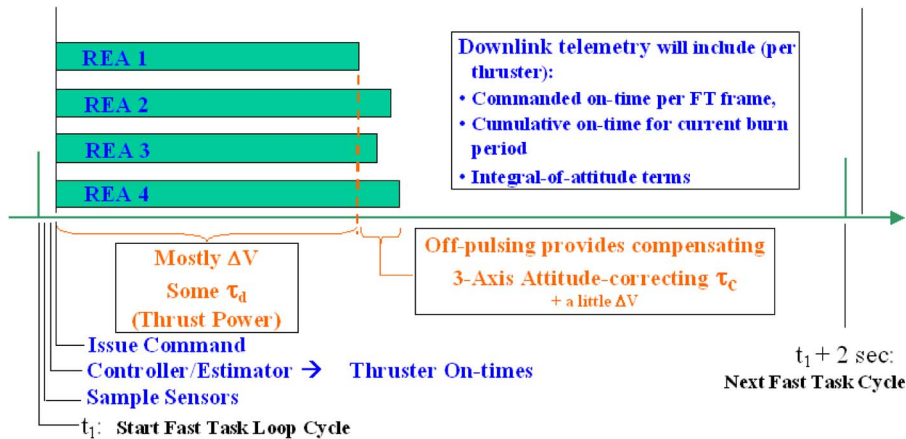 REA 1
REA 2
REA 3
REA 4
Downlink telemetry will include (per
thruster):
• Commanded on-time per FT frame,
• Cumulative on-time for current burn
period
• Integral-of-attitude terms
Mostly ΔV
Some τd
(Thrust Power)
Off-pulsing provides compensating
3-Axis Attitude-correcting τC
+ a little ΔV
Issue Command
Controller/Estimator → Thruster On-times
Sample Sensors
t1: Start Fast Task Loop Cycle
t1 + 2 sec:
Next Fast Task Cycle